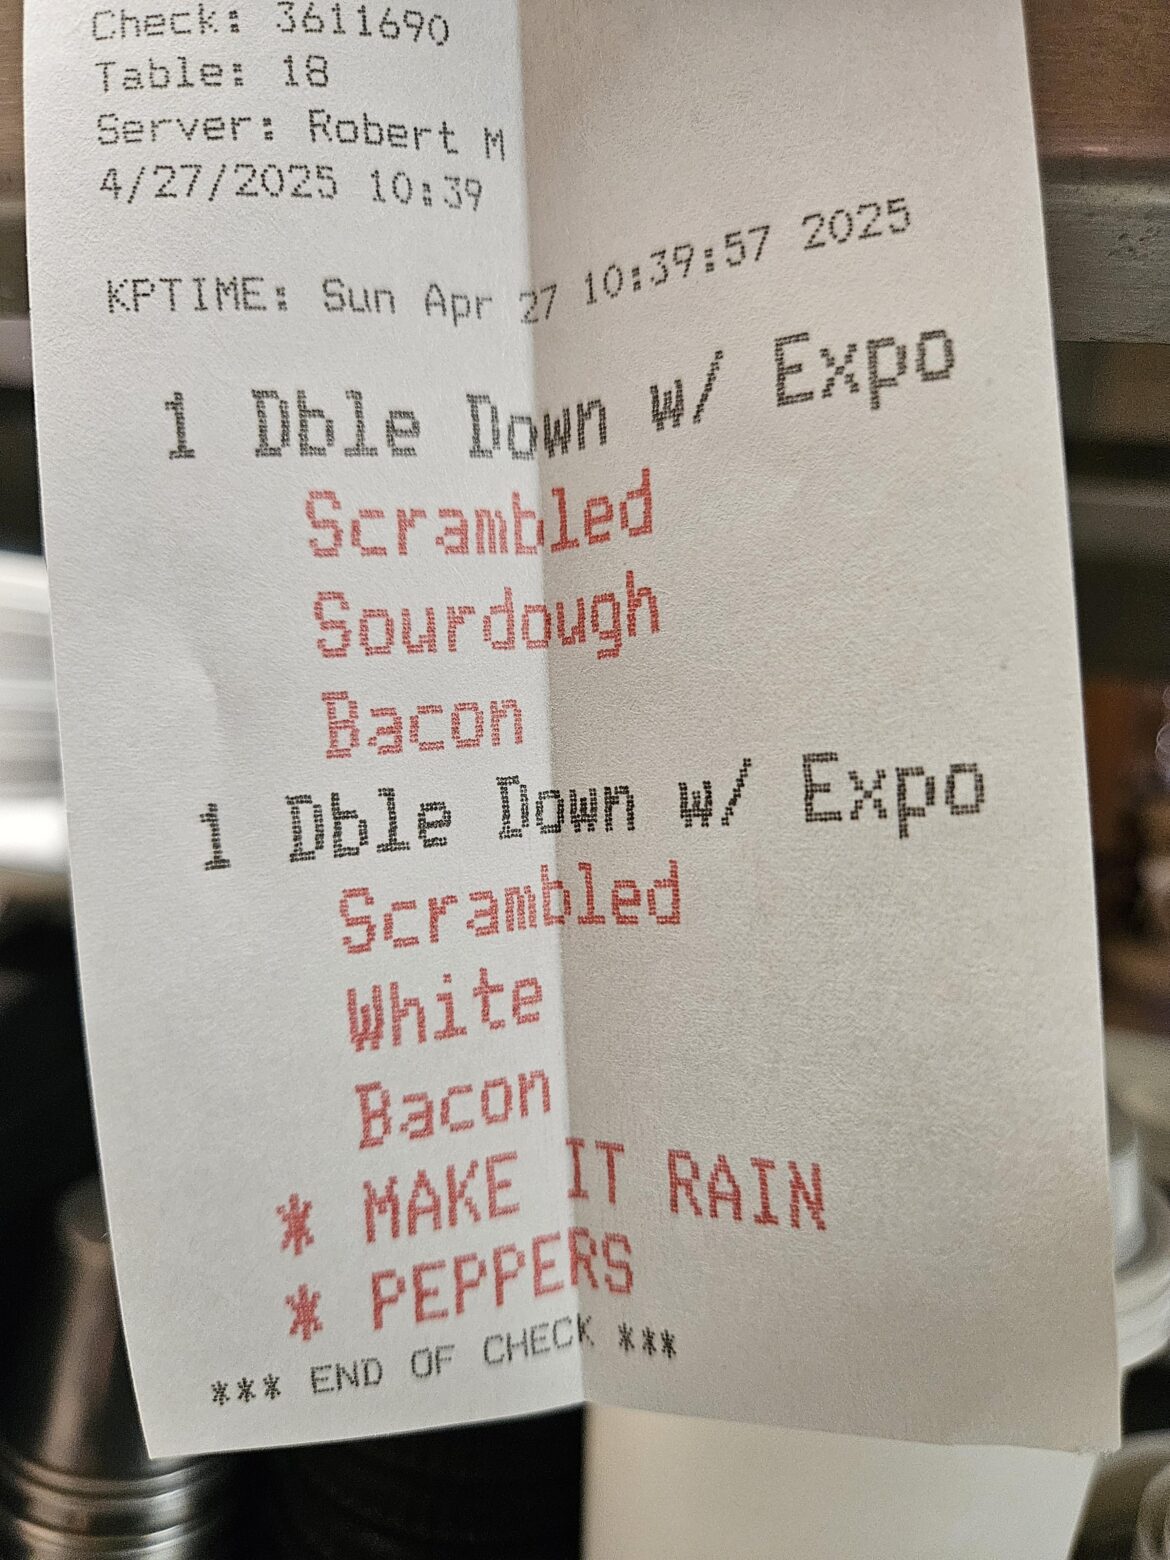 Check: 3611690
Table: 18
Server: Robert M
4/27/2025 10:39
KPTIME: Sun Apr 27 10:39:57 2025
1 Dble Down w/ Expo
Scrambled
Sourdough
Bacon
1 Dble Down w/ Expo
Scrambled
White
Bacon
* MAKE IT RAIN
* PEPPERS
*** END OF CHECK ***